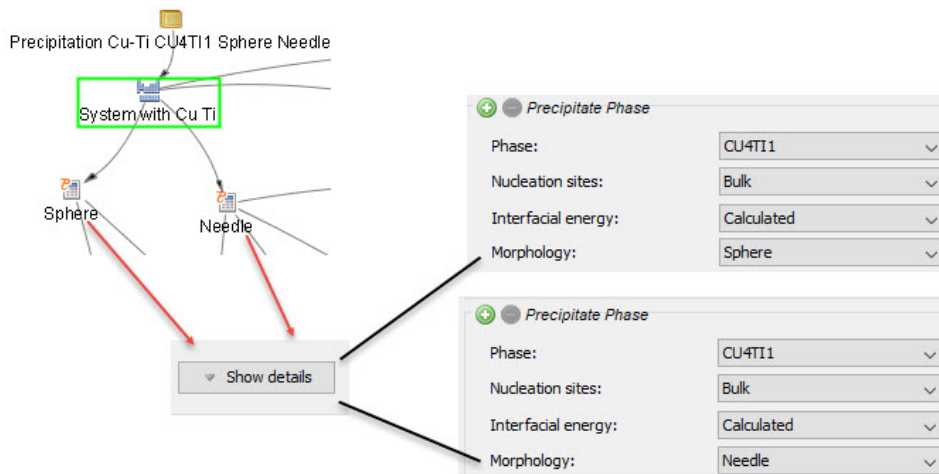 Precipitation Cu-Ti CU4TI1 Sphere Needle
System with Cu Ti
Sphere
Needle
Show details
Precipitate Phase
Phase: CU4TI1
Nucleation sites: Bulk
Interfacial energy: Calculated
Morphology: Sphere
Precipitate Phase
Phase: CU4TI1
Nucleation sites: Bulk
Interfacial energy: Calculated
Morphology: Needle